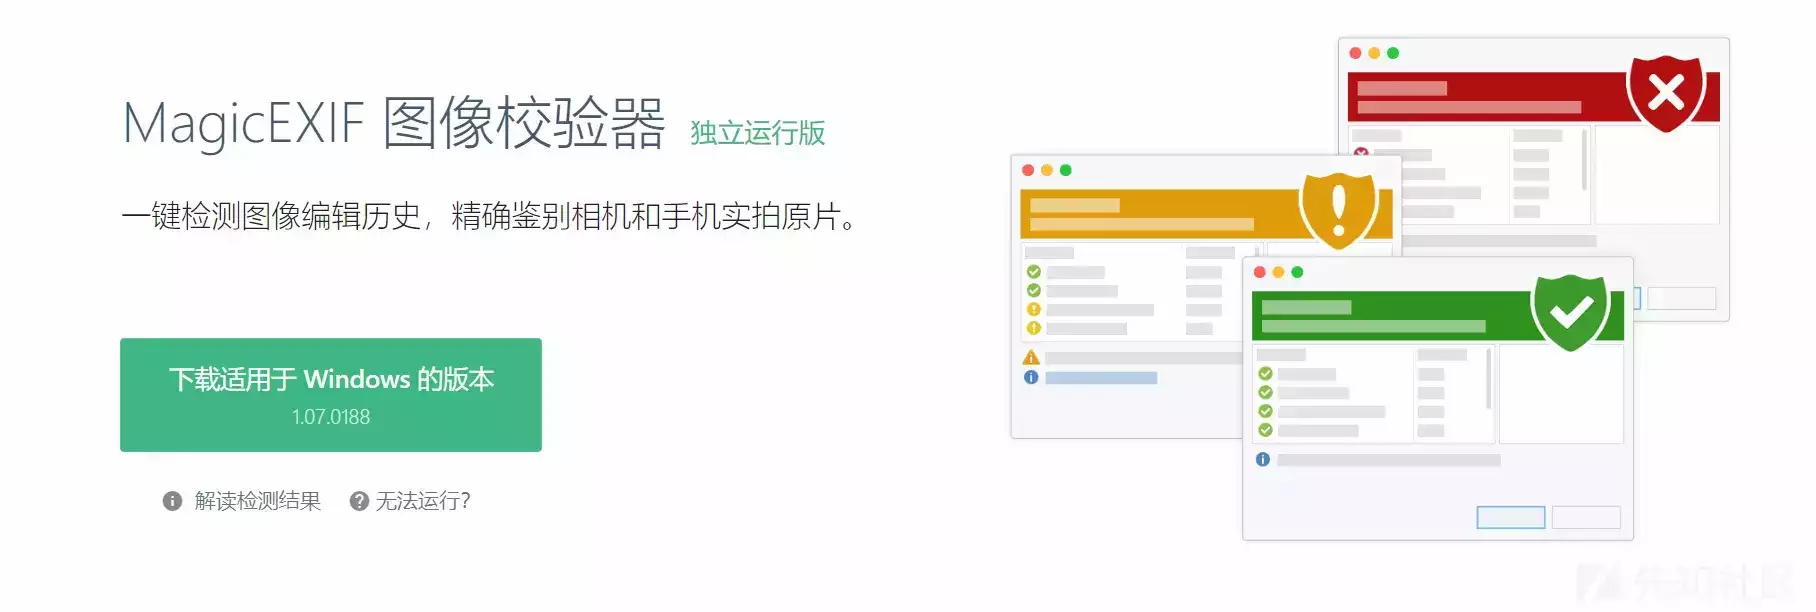 MagicEXIF 图像校验器 独立运行版
一键检测图像编辑历史，精确鉴别相机和手机实拍原片。
下载适用于 Windows 的版本
1.07.0188
解读检测结果 无法运行?
先知社区